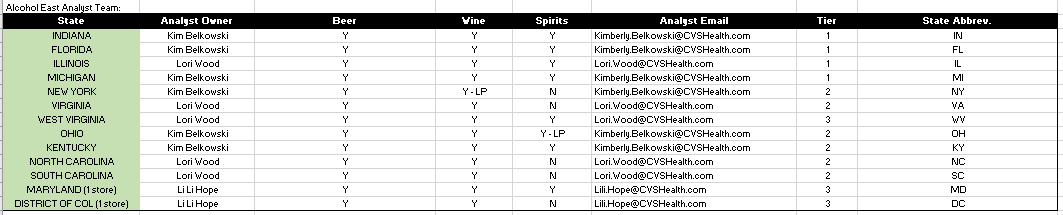 Alcohol East Analyst Team:
State Analyst Owner Beer Wine Spirits Analyst Email Tier State Abbrev.
INDIANA Kim Belkowski Y Y Y Kimberly.Belkowski@CVSHealth.com 1 IN
FLORIDA Kim Belkowski Y Y Y Kimberly.Belkowski@CVSHealth.com 1 FL
ILLINOIS Lori Wood Y Y Y Lori.Wood@CVSHealth.com 1 IL
MICHIGAN Kim Belkowski Y Y Y Kimberly.Belkowski@CVSHealth.com 1 MI
NEW YORK Kim Belkowski Y Y - LP N Kimberly.Belkowski@CVSHealth.com 2 NY
VIRGINIA Lori Wood Y Y N Lori.Wood@CVSHealth.com 2 VA
WEST VIRGINIA Lori Wood Y Y Y Lori.Wood@CVSHealth.com 3 WV
OHIO Kim Belkowski Y Y Y - LP Kimberly.Belkowski@CVSHealth.com 2 OH
KENTUCKY Kim Belkowski Y Y Y Kimberly.Belkowski@CVSHealth.com 2 KY
NORTH CAROLINA Lori Wood Y Y N Lori.Wood@CVSHealth.com 2 NC
SOUTH CAROLINA Lori Wood Y Y N Lori.Wood@CVSHealth.com 2 SC
MARYLAND (1 store) Li Li Hope Y Y Y Lili.Hope@CVSHealth.com 3 MD
DISTRICT OF COL (1 store) Li Li Hope Y Y N Lili.Hope@CVSHealth.com 3 DC